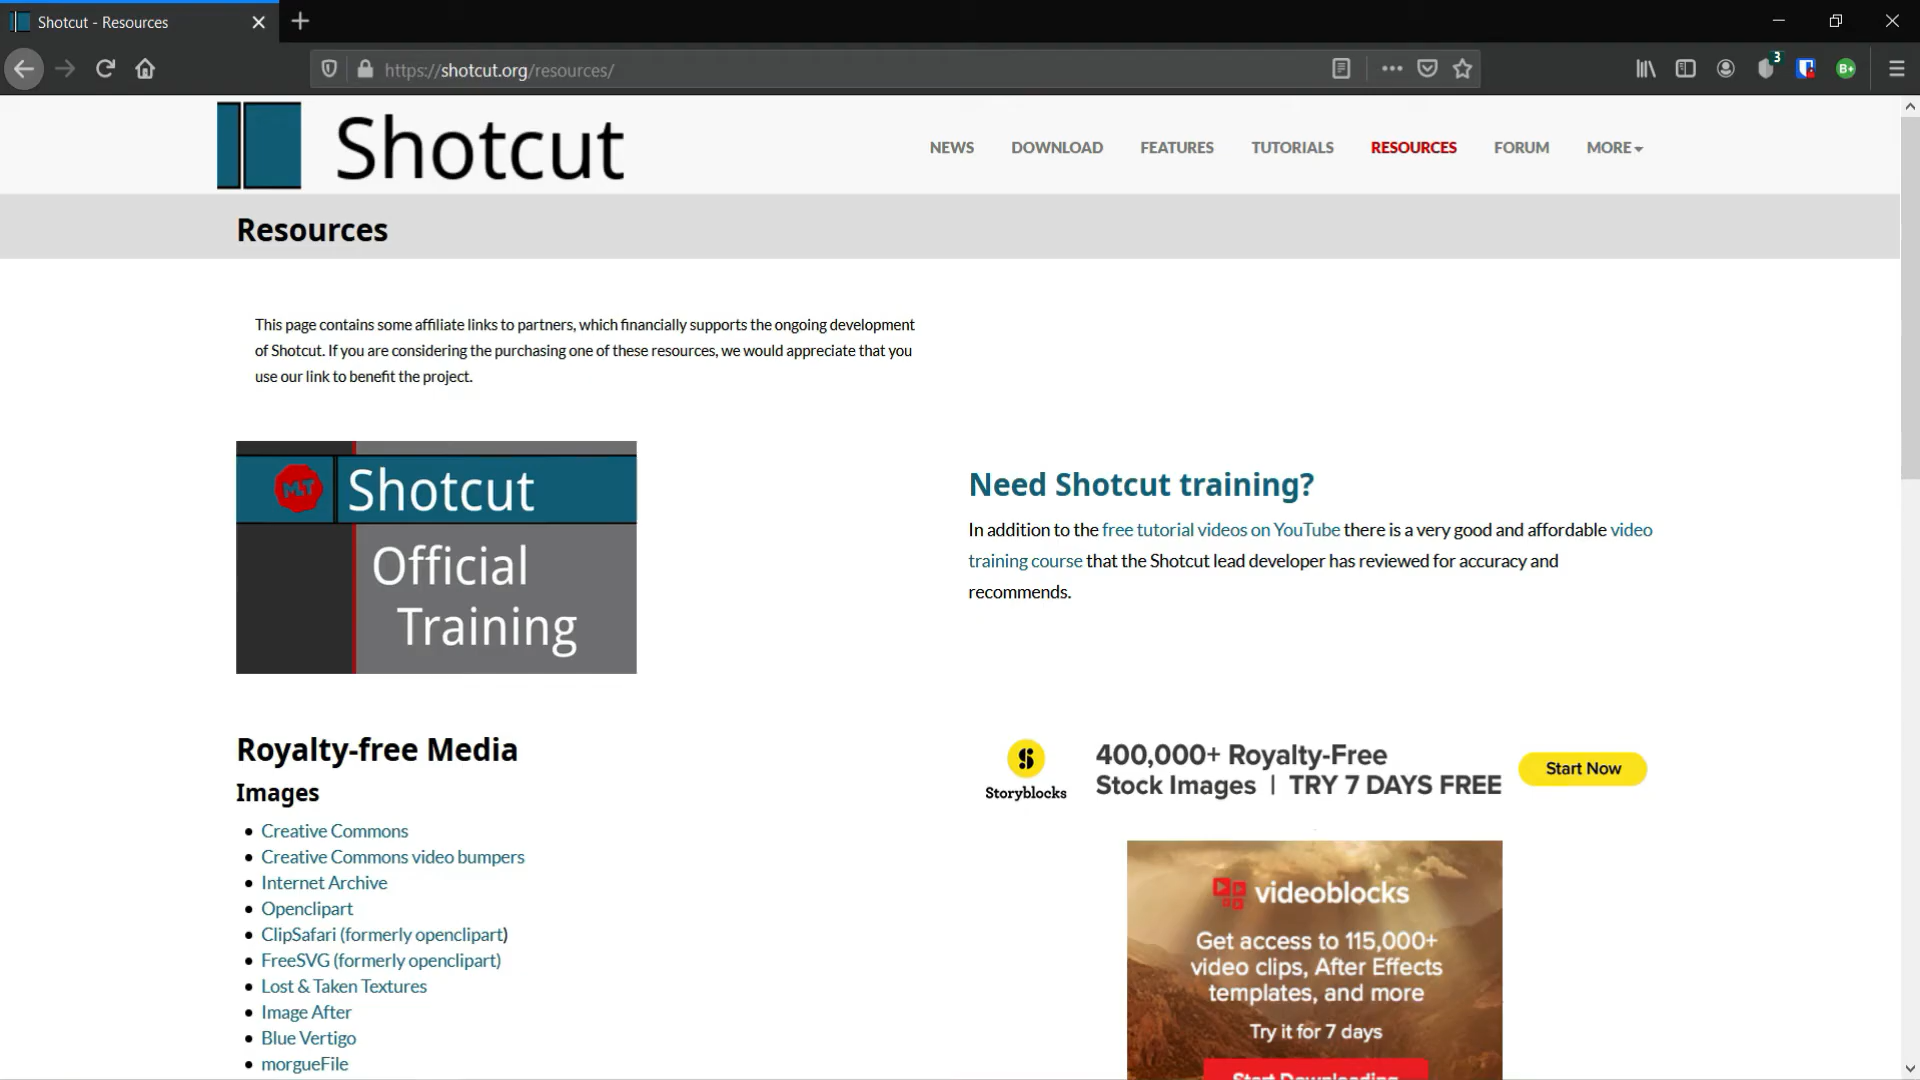 Shotcut - Resources
https://shotcut.org/resources/
3
B+
Shotcut
NEWS
DOWNLOAD
FEATURES
TUTORIALS
RESOURCES
FORUM
MORE
Resources
This page contains some affiliate links to partners, which financially supports the ongoing development
of Shotcut. If you are considering the purchasing one of these resources, we would appreciate that you
use our link to benefit the project.
MLT
Shotcut
Official
Training
Need Shotcut training?
In addition to the free tutorial videos on YouTube there is a very good and affordable video
training course that the Shotcut lead developer has reviewed for accuracy and
recommends.
Royalty-free Media
Images
Creative Commons
Creative Commons video bumpers
Internet Archive
Openclipart
ClipSafari (formerly openclipart)
FreeSVG (formerly openclipart)
Lost & Taken Textures
Image After
Blue Vertigo
morgueFile
Storyblocks
400,000+ Royalty-Free
Stock Images | TRY 7 DAYS FREE
Start Now
videoblocks
Get access to 115,000+
video clips, After Effects
templates, and more
Try it for 7 days
Start Downloading